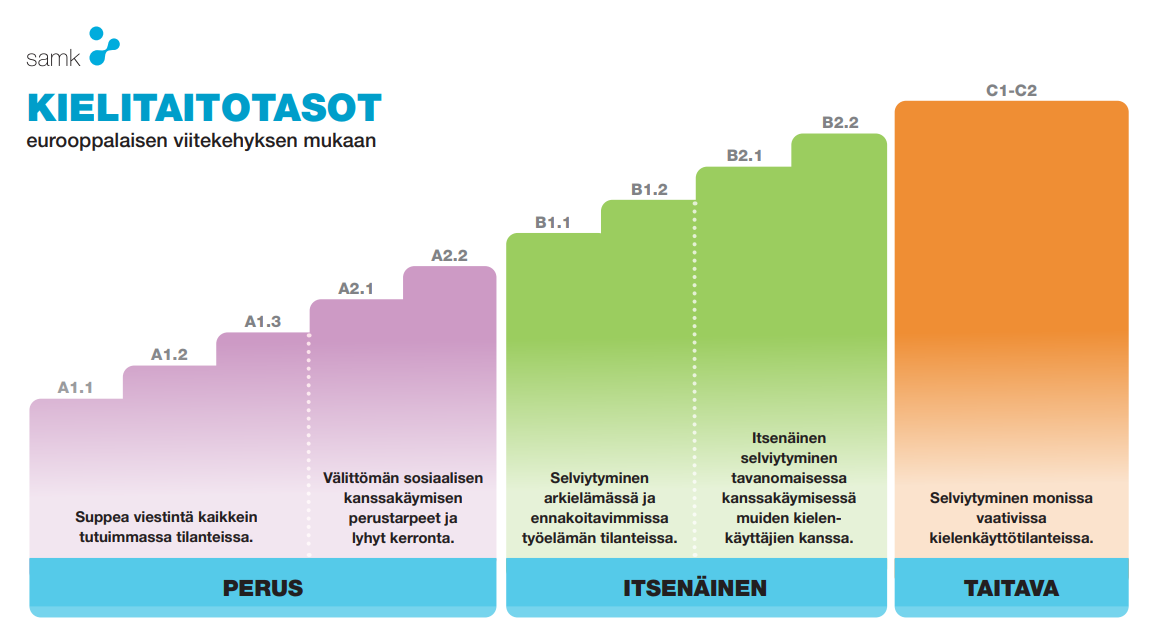 samk
KIELITAITOTASOT
eurooppalaisen viitekehyksen mukaan
A1.1
A1.2
A1.3
A2.1
A2.2
B1.1
B1.2
B2.1
B2.2
C1-C2
Suppea viestintä kaikkein
tutuimmassa tilanteissa.
Välittömän sosiaalisen
kanssakäymisen
perustarpeet ja
lyhyt kerronta.
Selviytyminen
arkielämässä ja
ennakoitavimmissa
työelämän tilanteissa.
Itsenäinen
selviytyminen
tavanomaisessa
kanssakäymisessä
muiden kielen-
käyttäjien kanssa.
Selviytyminen monissa
vaativissa
kielenkäyttötilanteissa.
PERUS
ITSENÄINEN
TAITAVA